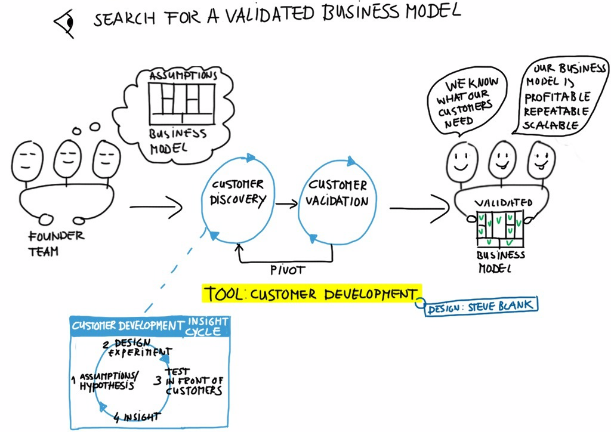 SEARCH FOR A VALIDATED BUSINESS MODEL
ASSUMPTIONS
BUSINESS
MODEL
WE KNOW
WHAT OUR
CUSTOMERS
NEED
OUR BUSINESS
MODEL IS
PROFITABLE
REPEATABLE
SCALABLE
FOUNDER
TEAM
CUSTOMER
DISCOVERY
CUSTOMER
VALIDATION
PIVOT
VALIDATED
BUSINESS
MODEL
TOOL: CUSTOMER DEVELOPMENT
DESIGN: STEVE BLANK
CUSTOMER DEVELOPMENT INSIGHT
CYCLE
2 DESIGN
EXPERIMENT
1 ASSUMPTIONS/
HYPOTHESIS
3 TEST
IN FRONT OF
CUSTOMERS
4 INSIGHT